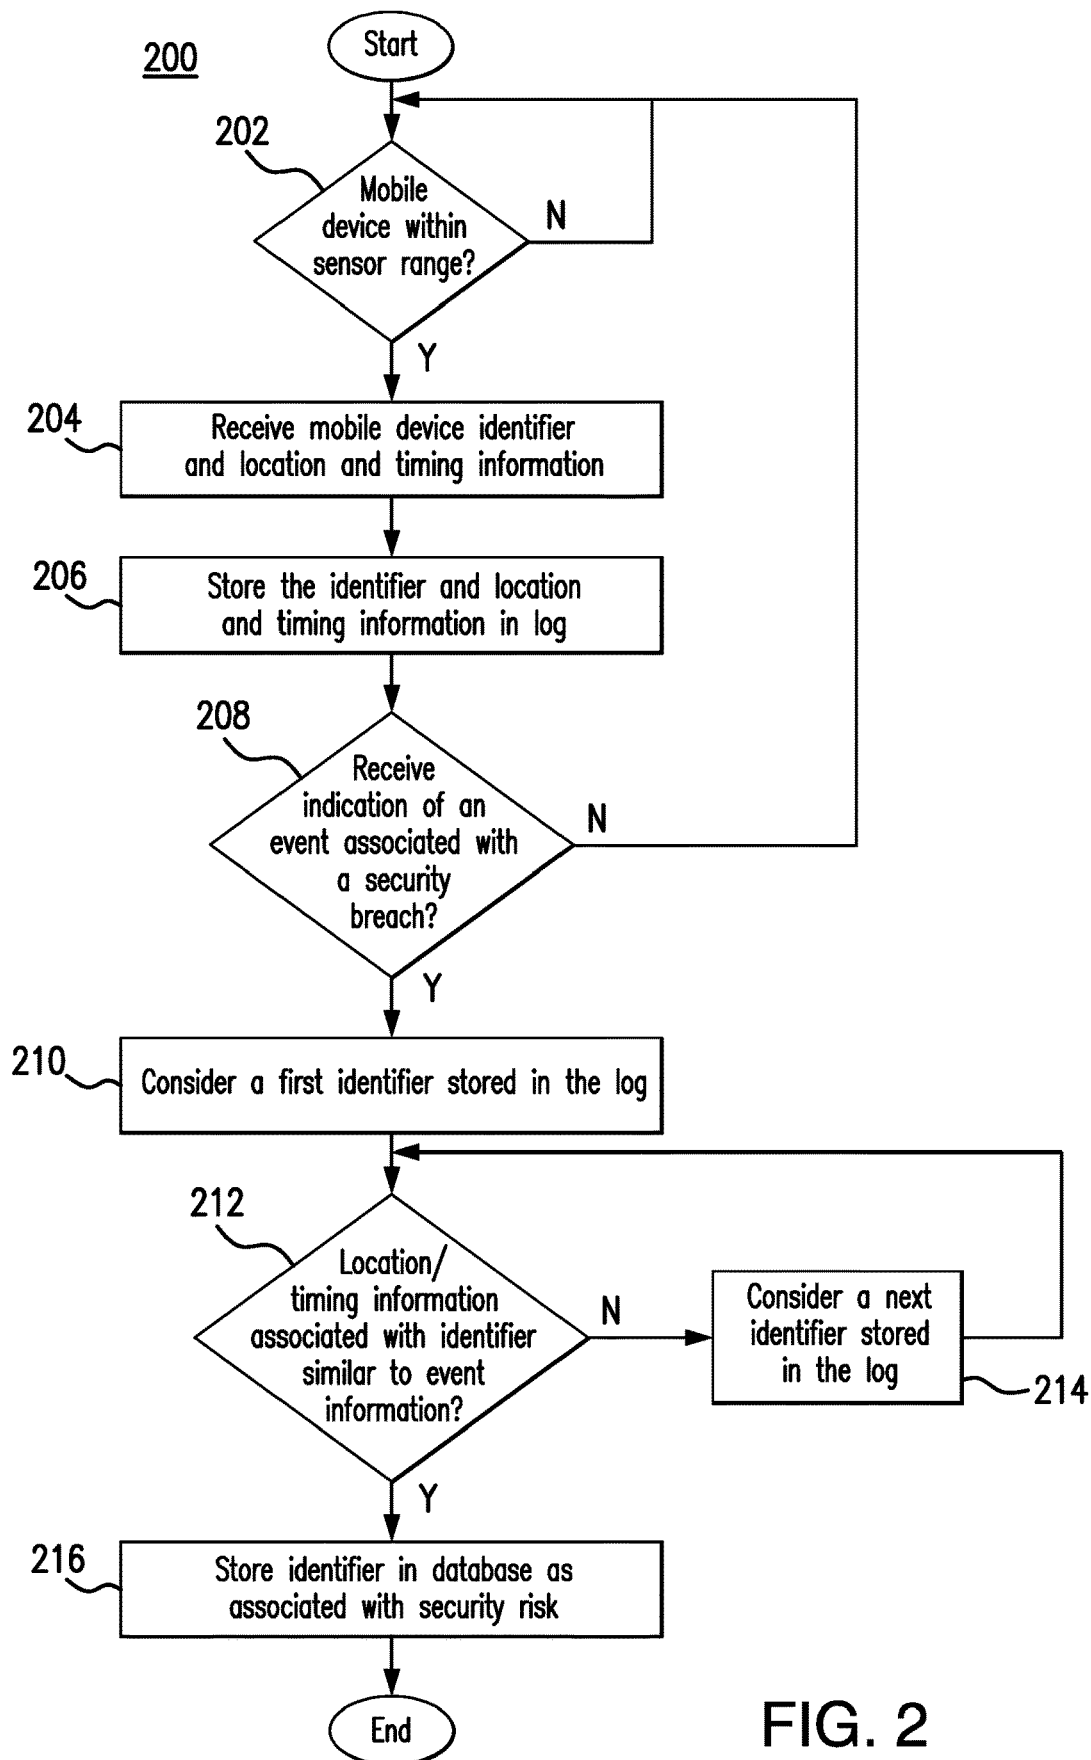 Start
200
202
Mobile
device within
sensor range?
N
Y
204
Receive mobile device identifier
and location and timing information
206
Store the identifier and location
and timing information in log
208
Receive
indication of an
event associated with
a security
breach?
N
Y
210
Consider a first identifier stored in the log
212
Location/
timing information
associated with identifier
similar to event
information?
N
Consider a next
identifier stored
in the log
214
Y
216
Store identifier in database as
associated with security risk
End
FIG. 2